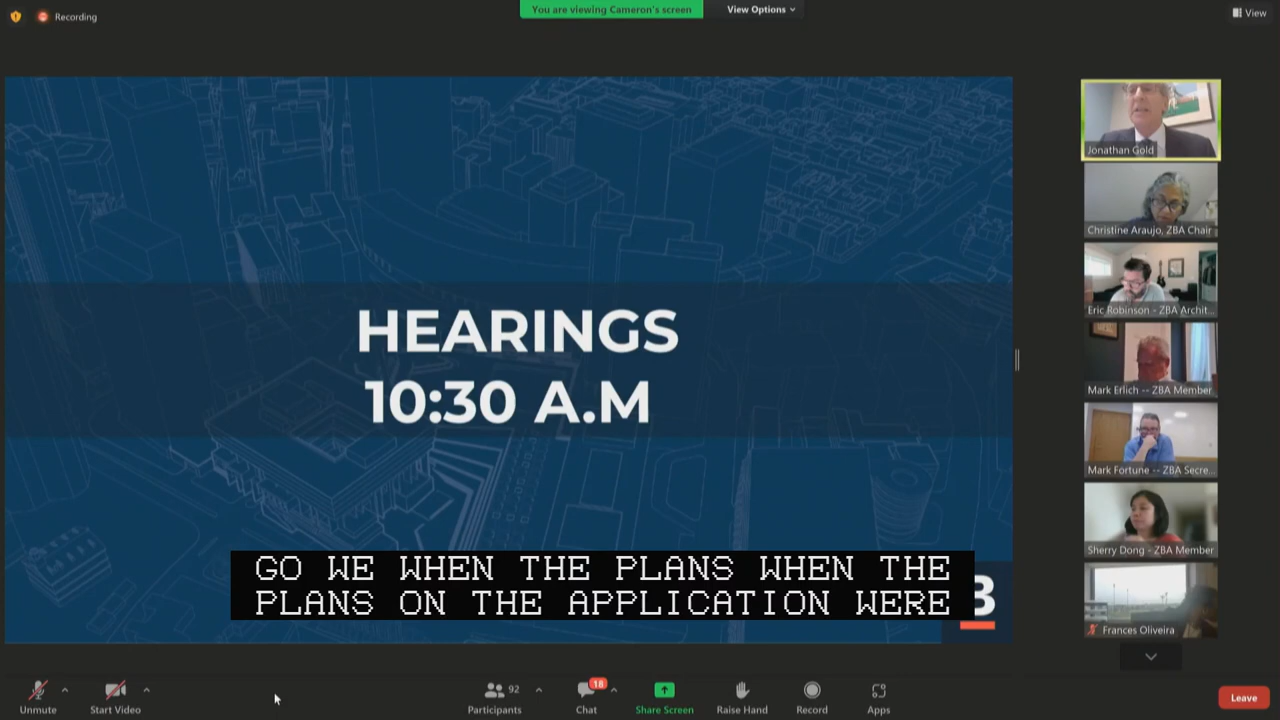 Recording
You are viewing Cameron's screen
View Options
View
Jonathan Gold
Christine Araujo, ZBA Chair
Eric Robinson - ZBA Archit...
Mark Erlich -- ZBA Member
Mark Fortune -- ZBA Secre...
Sherry Dong - ZBA Member
Frances Oliveira
HEARINGS
10:30 A.M
GO WE WHEN THE PLANS WHEN THE
PLANS ON THE APPLICATION WERE
B
Unmute
Start Video
92
Participants
18
Chat
Share Screen
Raise Hand
Record
Apps
Leave